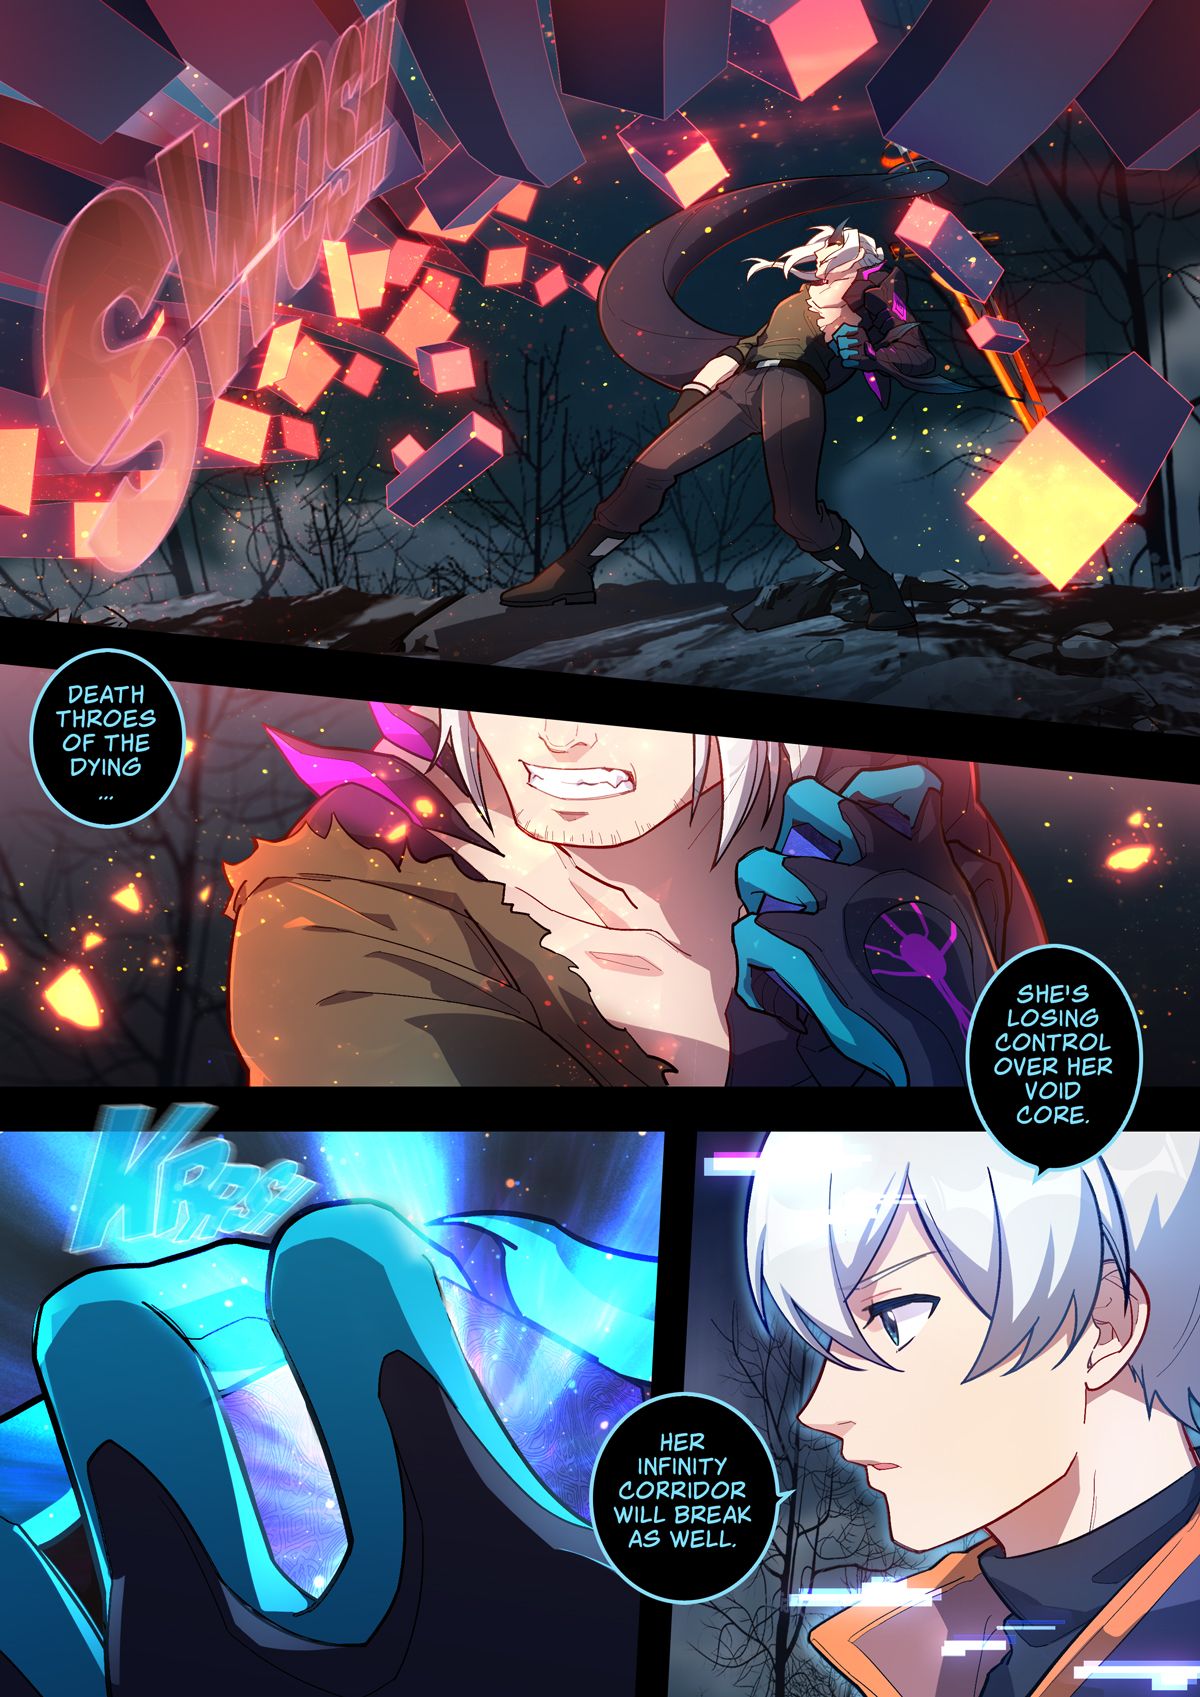 SWOSH
DEATH
THROES
OF THE
DYING
...
SHE'S
LOSING
CONTROL
OVER HER
VOID
CORE.
KRRSH
HER
INFINITY
CORRIDOR
WILL BREAK
AS WELL.